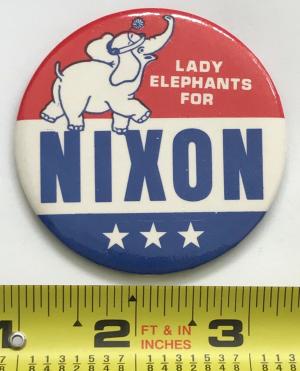 LADY
ELEPHANTS
FOR
NIXON
1 2 3
FT & IN
INCHES